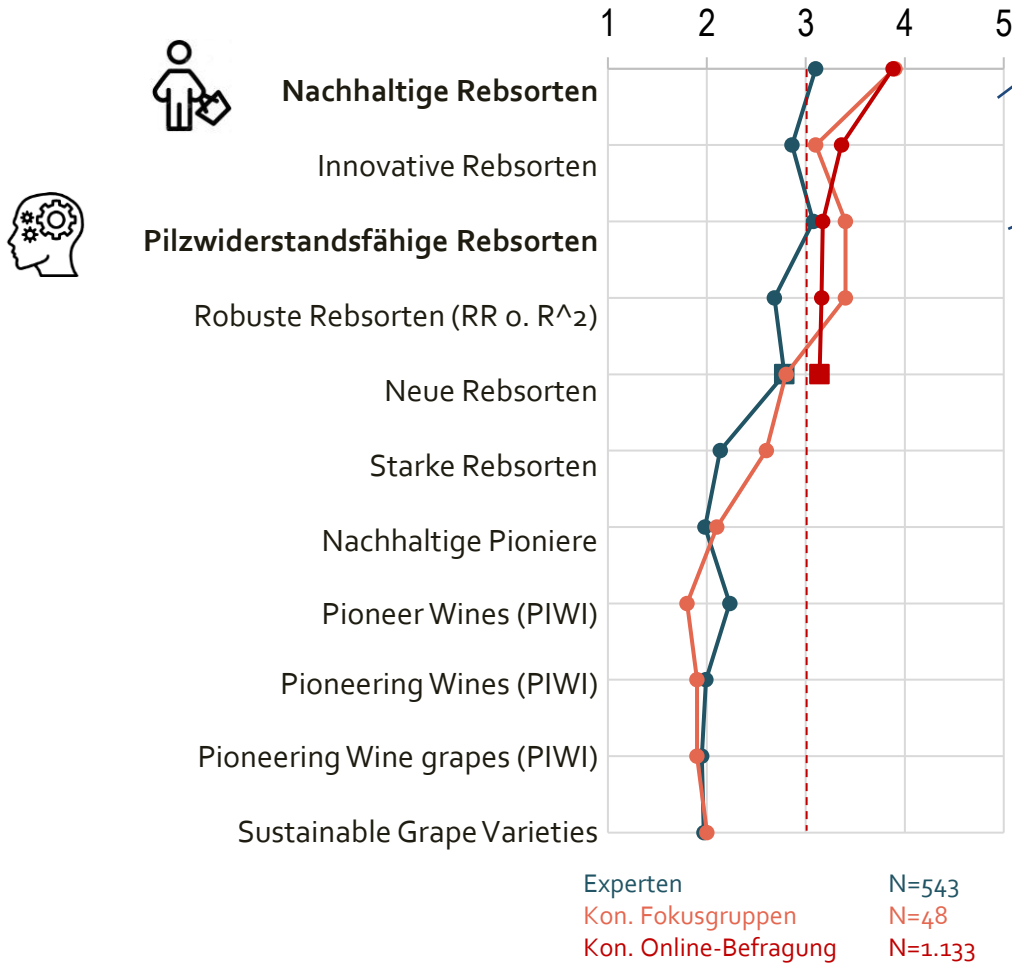 1 2 3 4 5
Nachhaltige Rebsorten
Innovative Rebsorten
Pilzwiderstandsfähige Rebsorten
Robuste Rebsorten (RR o. R^2)
Neue Rebsorten
Starke Rebsorten
Nachhaltige Pioniere
Pioneer Wines (PIWI)
Pioneering Wines (PIWI)
Pioneering Wine grapes (PIWI)
Sustainable Grape Varieties
Experten N=543
Kon. Fokusgruppen N=48
Kon. Online-Befragung N=1.133